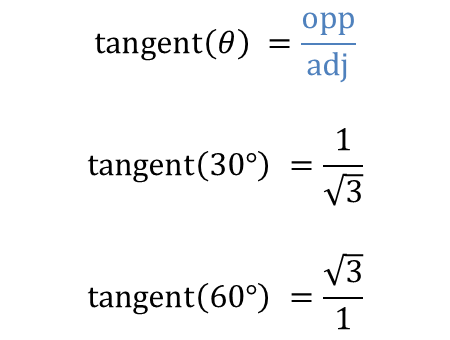 tangent(θ) = opp/adj
tangent(30°) = 1/√3
tangent(60°) = √3/1